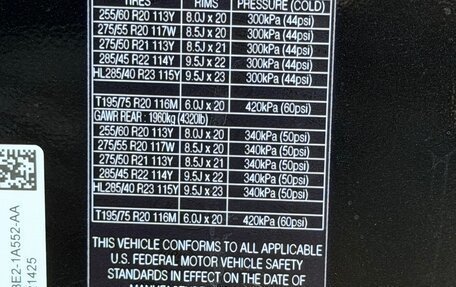 TIRES RIMS PRESSURE (COLD)
255/60 R20 113Y 8.0J x 20 300kPa (44psi)
275/55 R20 117W 8.0J x 20 300kPa (44psi)
275/50 R21 113Y 8.5J x 21 300kPa (44psi)
285/45 R22 114Y 9.5J x 22 300kPa (44psi)
HL285/40 R23 115Y 9.5J x 23 300kPa (44psi)
T195/75 R20 116M 6.0J x 20 420kPa (60psi)
GAWR REAR : 1960kg (4320lb)
255/60 R20 113Y 8.0J x 20 340kPa (50psi)
275/55 R20 117W 8.0J x 20 340kPa (50psi)
275/50 R21 113Y 8.5J x 21 340kPa (50psi)
285/45 R22 114Y 9.5J x 22 340kPa (50psi)
HL285/40 R23 115Y 9.5J x 23 340kPa (50psi)
T195/75 R20 116M 6.0J x 20 420kPa (60psi)
THIS VEHICLE CONFORMS TO ALL APPLICABLE
U.S. FEDERAL MOTOR VEHICLE SAFETY
STANDARDS IN EFFECT ON THE DATE OF
8E2-1A552-AA
1425